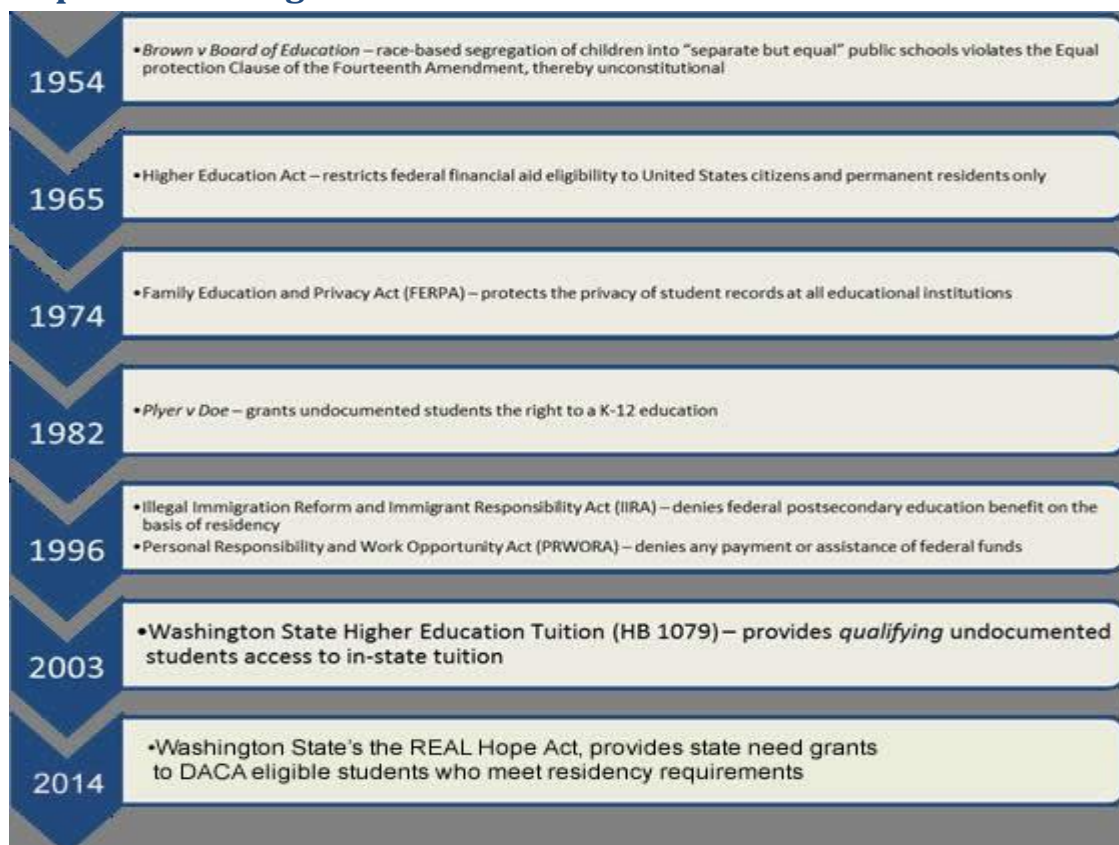 1954
•Brown v Board of Education – race-based segregation of children into “separate but equal” public schools violates the Equal
protection Clause of the Fourteenth Amendment, thereby unconstitutional
1965
•Higher Education Act – restricts federal financial aid eligibility to United States citizens and permanent residents only
1974
•Family Education and Privacy Act (FERPA) – protects the privacy of student records at all educational institutions
1982
•Plyer v Doe – grants undocumented students the right to a K-12 education
1996
•Illegal Immigration Reform and Immigrant Responsibility Act (IIRA) – denies federal postsecondary education benefit on the
basis of residency
•Personal Responsibility and Work Opportunity Act (PRWORA) – denies any payment or assistance of federal funds
2003
•Washington State Higher Education Tuition (HB 1079) – provides qualifying undocumented
students access to in-state tuition
2014
•Washington State’s the REAL Hope Act, provides state need grants
to DACA eligible students who meet residency requirements